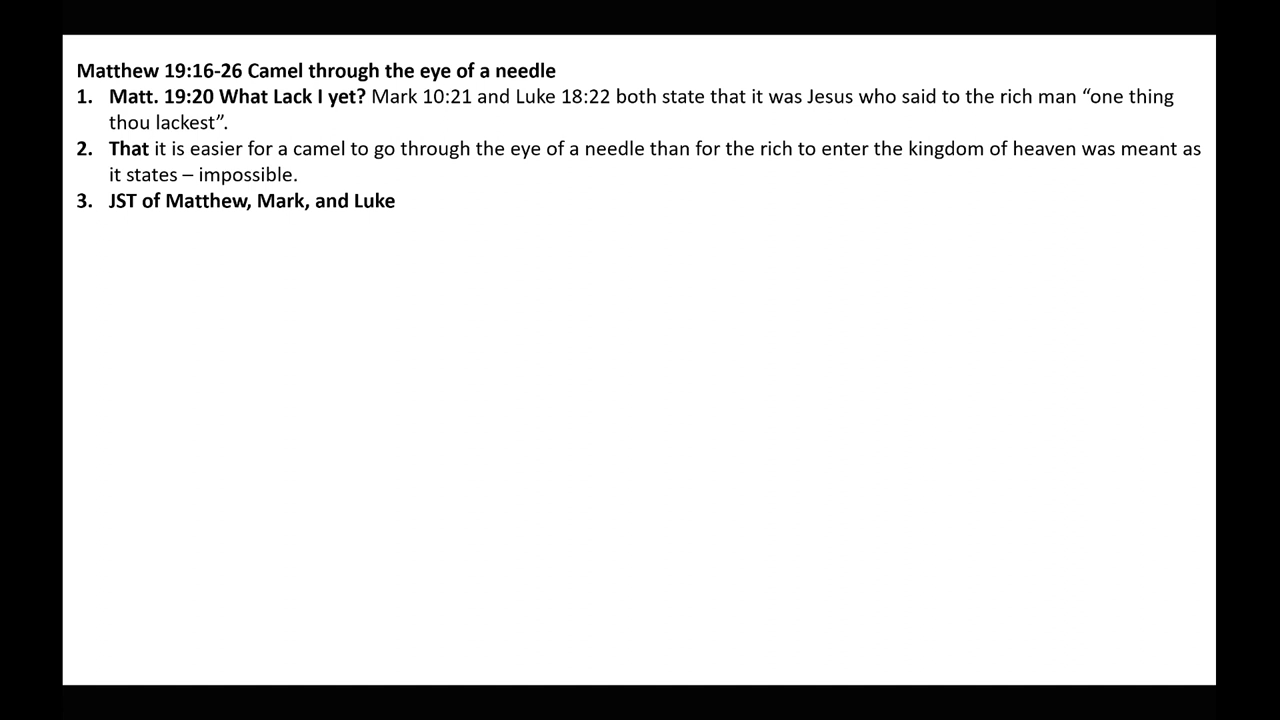 Matthew 19:16-26 Camel through the eye of a needle
1. Matt. 19:20 What Lack I yet? Mark 10:21 and Luke 18:22 both state that it was Jesus who said to the rich man “one thing
thou lackest”.
2. That it is easier for a camel to go through the eye of a needle than for the rich to enter the kingdom of heaven was meant as
it states – impossible.
3. JST of Matthew, Mark, and Luke